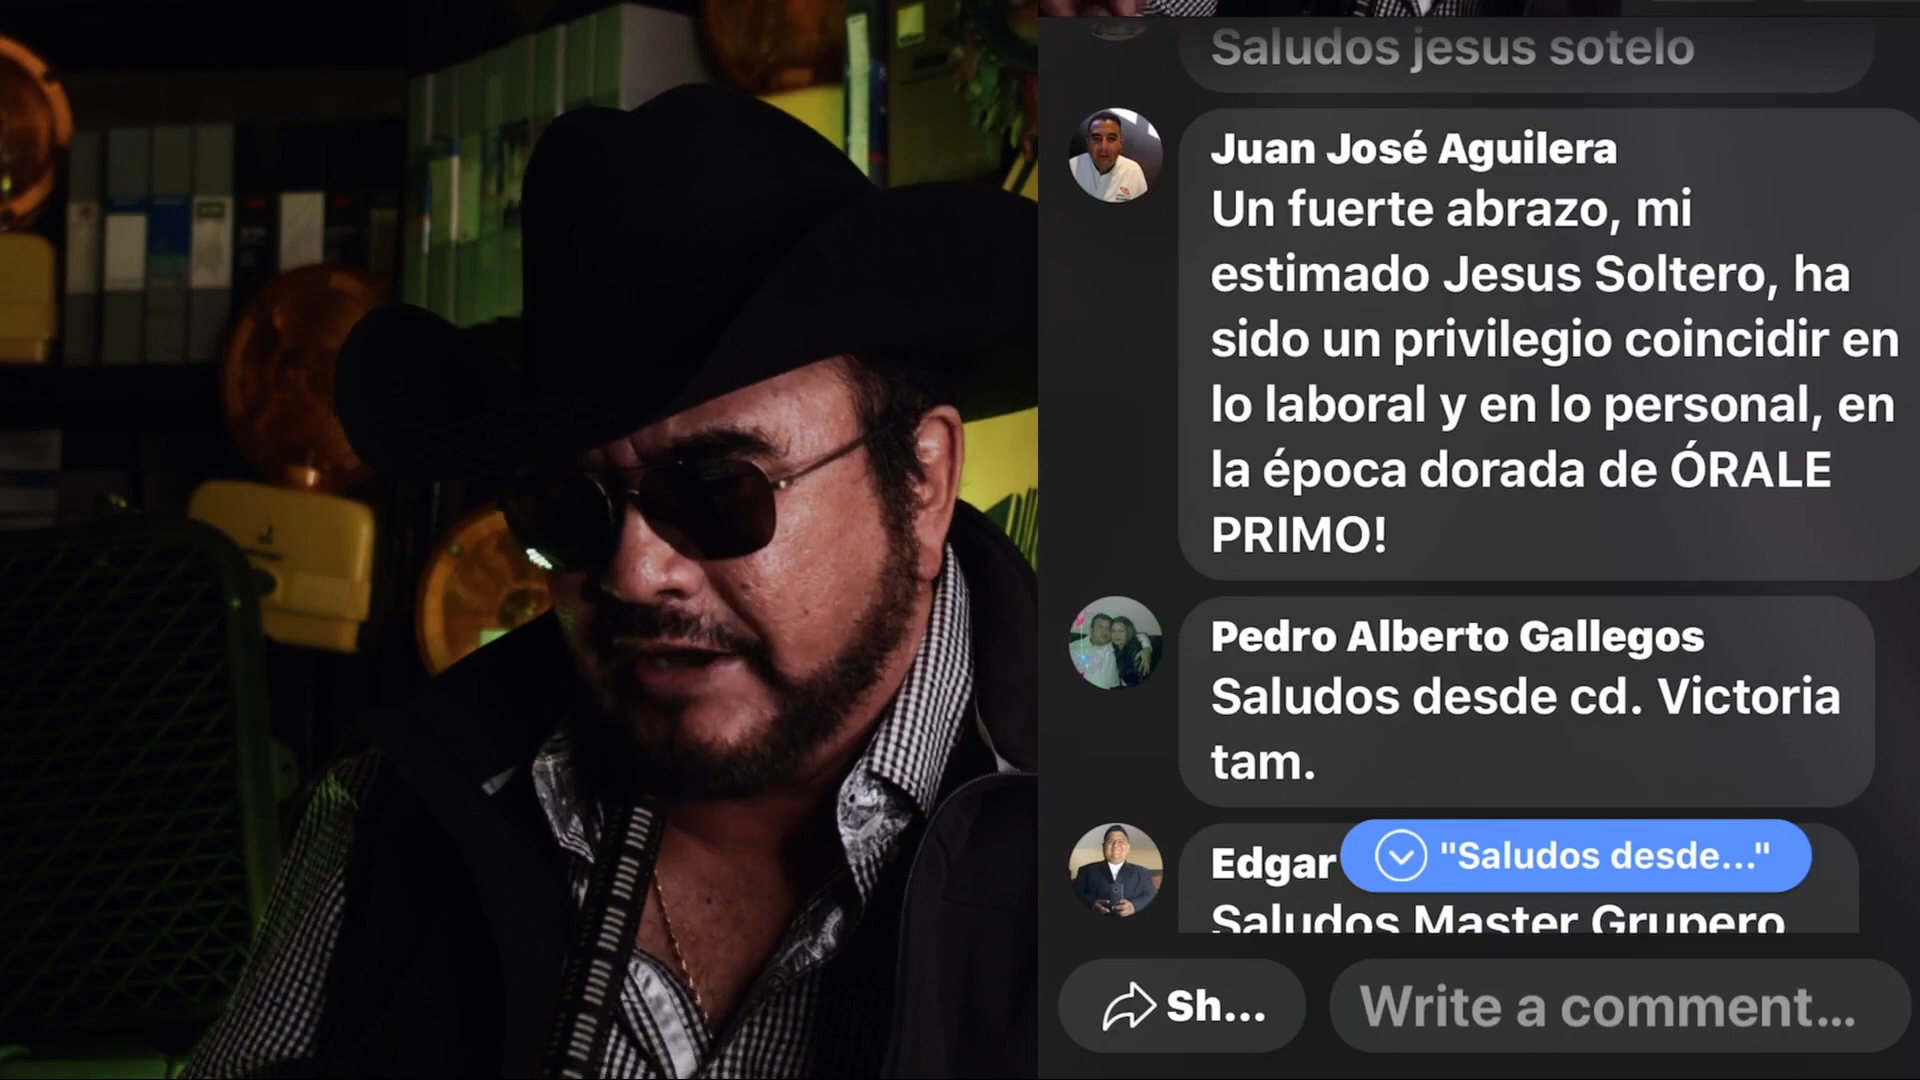 Saludos jesus sotelo
Juan José Aguilera
Un fuerte abrazo, mi
estimado Jesus Soltero, ha
sido un privilegio coincidir en
lo laboral y en lo personal, en
la época dorada de ÓRALE
PRIMO!
Pedro Alberto Gallegos
Saludos desde cd. Victoria
tam.
Edgar
"Saludos desde..."
Saludos Master Grupero
Sh...
Write a comment...